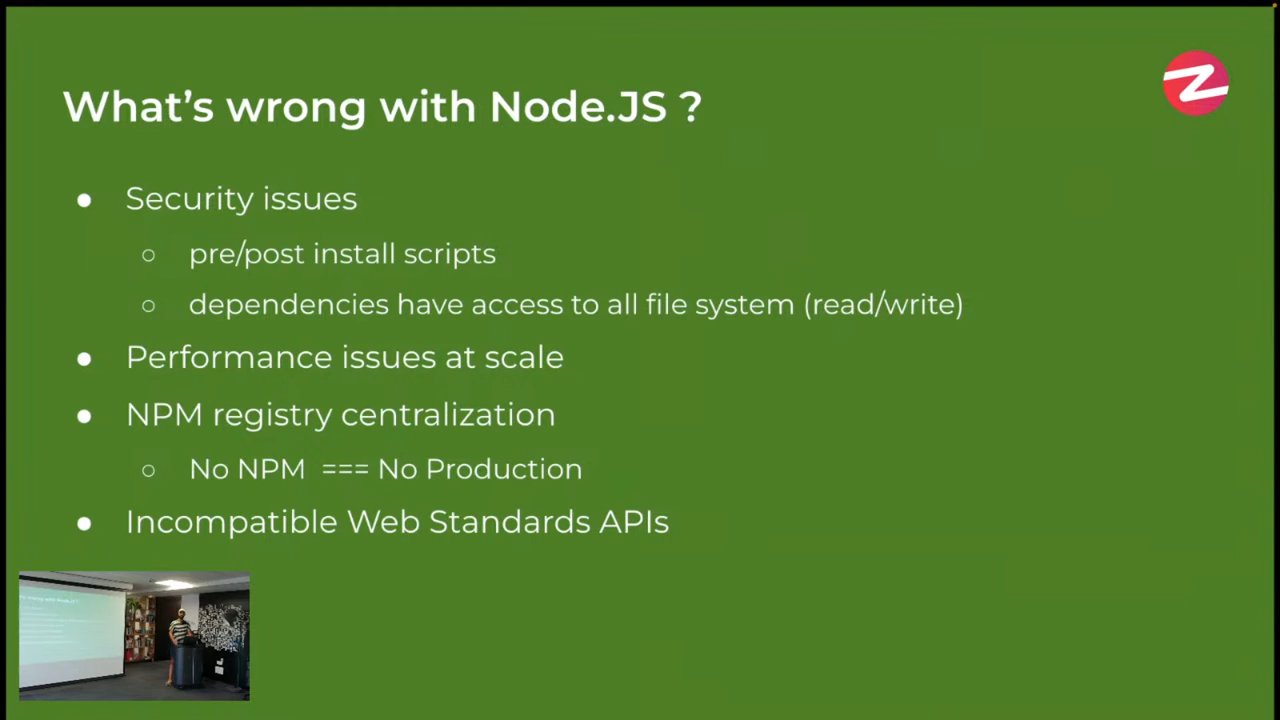 What’s wrong with Node.JS ?
● Security issues
○ pre/post install scripts
○ dependencies have access to all file system (read/write)
● Performance issues at scale
● NPM registry centralization
○ No NPM === No Production
● Incompatible Web Standards APIs